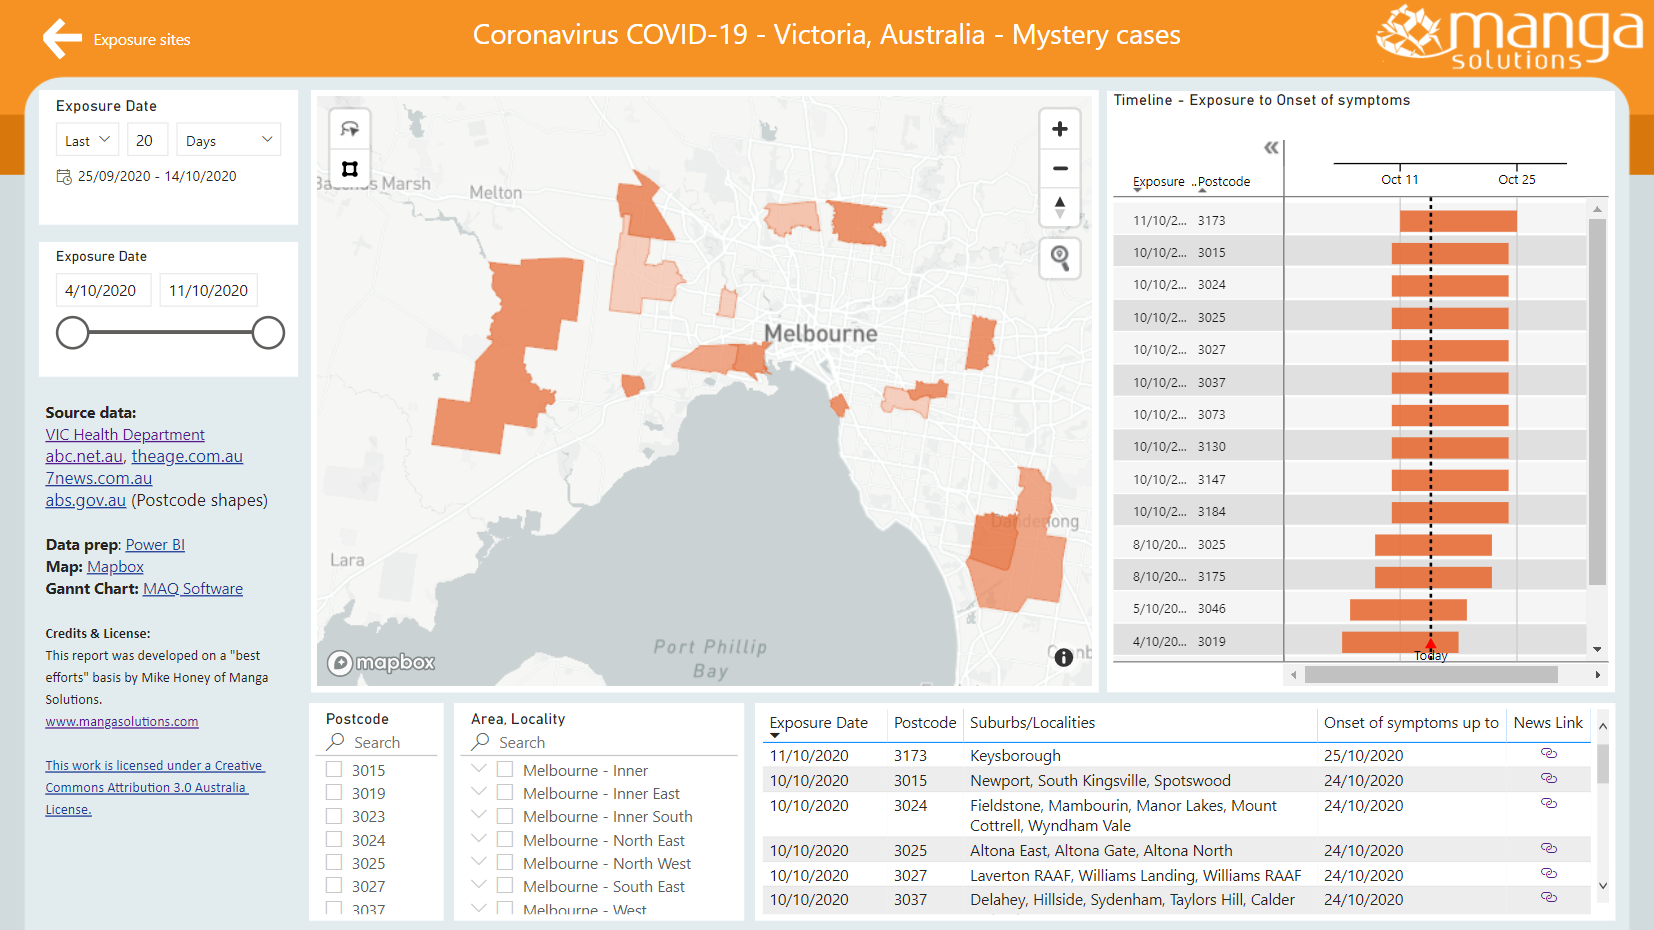 Exposure sites
Coronavirus COVID-19 - Victoria, Australia - Mystery cases
manga
solutions
Exposure Date
Last 20 Days
25/09/2020 - 14/10/2020
Exposure Date
4/10/2020 11/10/2020
Source data:
VIC Health Department
abc.net.au, theage.com.au
7news.com.au
abs.gov.au (Postcode shapes)
Data prep: Power BI
Map: Mapbox
Gannt Chart: MAQ Software
Credits & License:
This report was developed on a "best
efforts" basis by Mike Honey of Manga
Solutions.
www.mangasolutions.com
This work is licensed under a Creative
Commons Attribution 3.0 Australia
License.
Marsh
Melton
Melbourne
Dandenong
Lara
Port Phillip
Bay
mapbox
Timeline - Exposure to Onset of symptoms
Oct 11 Oct 25
Exposure .. Postcode
11/10/2... 3173
10/10/2... 3015
10/10/2... 3024
10/10/2... 3025
10/10/2... 3027
10/10/2... 3037
10/10/2... 3073
10/10/2... 3130
10/10/2... 3147
10/10/2... 3184
8/10/20... 3025
8/10/20... 3175
5/10/20... 3046
4/10/20... 3019
Today
Postcode
Search
3015
3019
3023
3024
3025
3027
3037
Area, Locality
Search
Melbourne - Inner
Melbourne - Inner East
Melbourne - Inner South
Melbourne - North East
Melbourne - North West
Melbourne - South East
Melbourne - West
Exposure Date Postcode Suburbs/Localities Onset of symptoms up to News Link
11/10/2020 3173 Keysborough 25/10/2020
10/10/2020 3015 Newport, South Kingsville, Spotswood 24/10/2020
10/10/2020 3024 Fieldstone, Mambourin, Manor Lakes, Mount 24/10/2020
Cottrell, Wyndham Vale
10/10/2020 3025 Altona East, Altona Gate, Altona North 24/10/2020
10/10/2020 3027 Laverton RAAF, Williams Landing, Williams RAAF 24/10/2020
10/10/2020 3037 Delahey, Hillside, Sydenham, Taylors Hill, Calder 24/10/2020